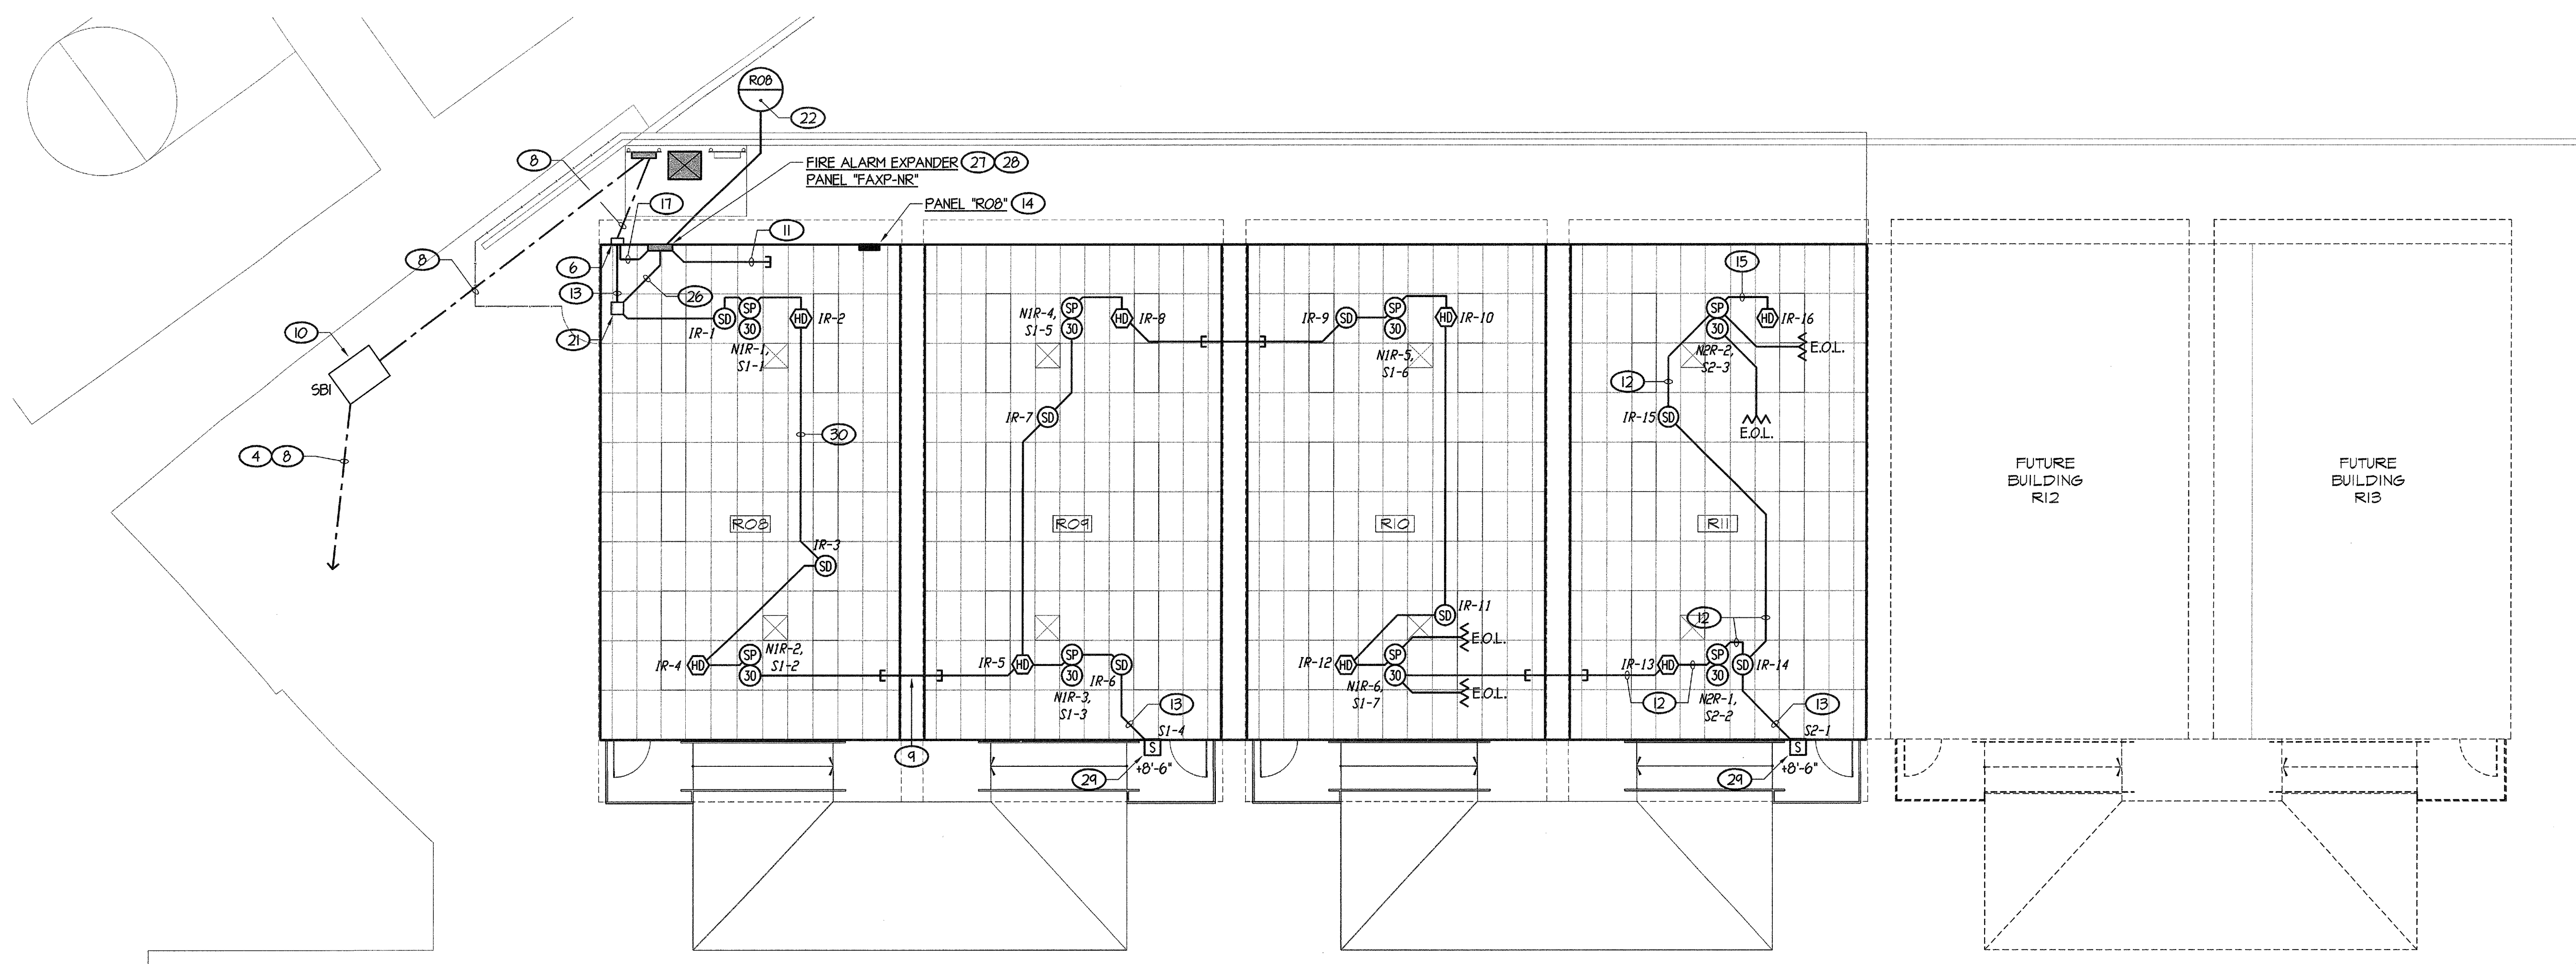 R08
22
8
FIRE ALARM EXPANDER 27 28
PANEL "FAXP-NR"
17
PANEL "R08" 14
11
8
6
13
26
15
10
21
SD
SP
30
HD
IR-1
IR-2
N1R-1,
S1-1
N1R-4,
S1-5
SP
30
HD
IR-8
IR-9
SD
SP
30
HD
IR-10
N1R-5,
S1-6
SP
30
HD
IR-16
N2R-2,
S2-3
E.O.L.
E.O.L.
SB1
12
IR-7
SD
IR-15
SD
30
4 8
FUTURE
BUILDING
R12
FUTURE
BUILDING
R13
R08
R09
R10
R11
IR-3
SD
IR-11
SD
12
IR-4
HD
SP
30
N1R-2,
S1-2
IR-5
HD
SP
30
SD
IR-6
N1R-3,
S1-3
IR-12
HD
SP
30
E.O.L.
E.O.L.
N1R-6,
S1-7
IR-13
HD
SP
30
SD
IR-14
N2R-1,
S2-2
12
13
S1-4
S
+8'-6"
29
9
13
S2-1
S
+8'-6"
29